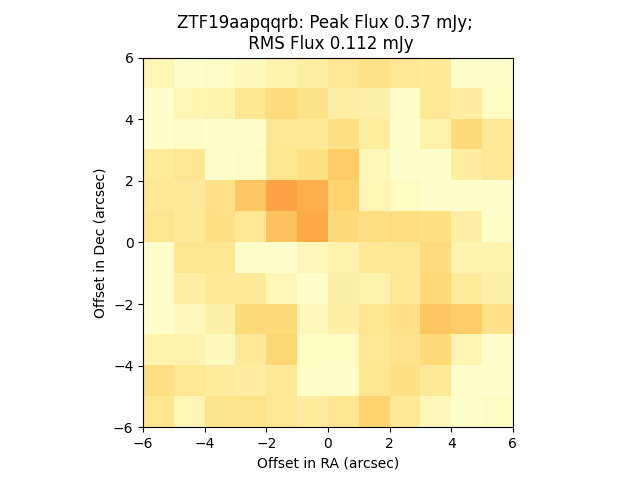 ZTF19aapqqrb: Peak Flux 0.37 mJy;
RMS Flux 0.112 mJy
6
4
2
0
−2
−4
−6
Offset in Dec (arcsec)
−6 −4 −2 0 2 4 6
Offset in RA (arcsec)